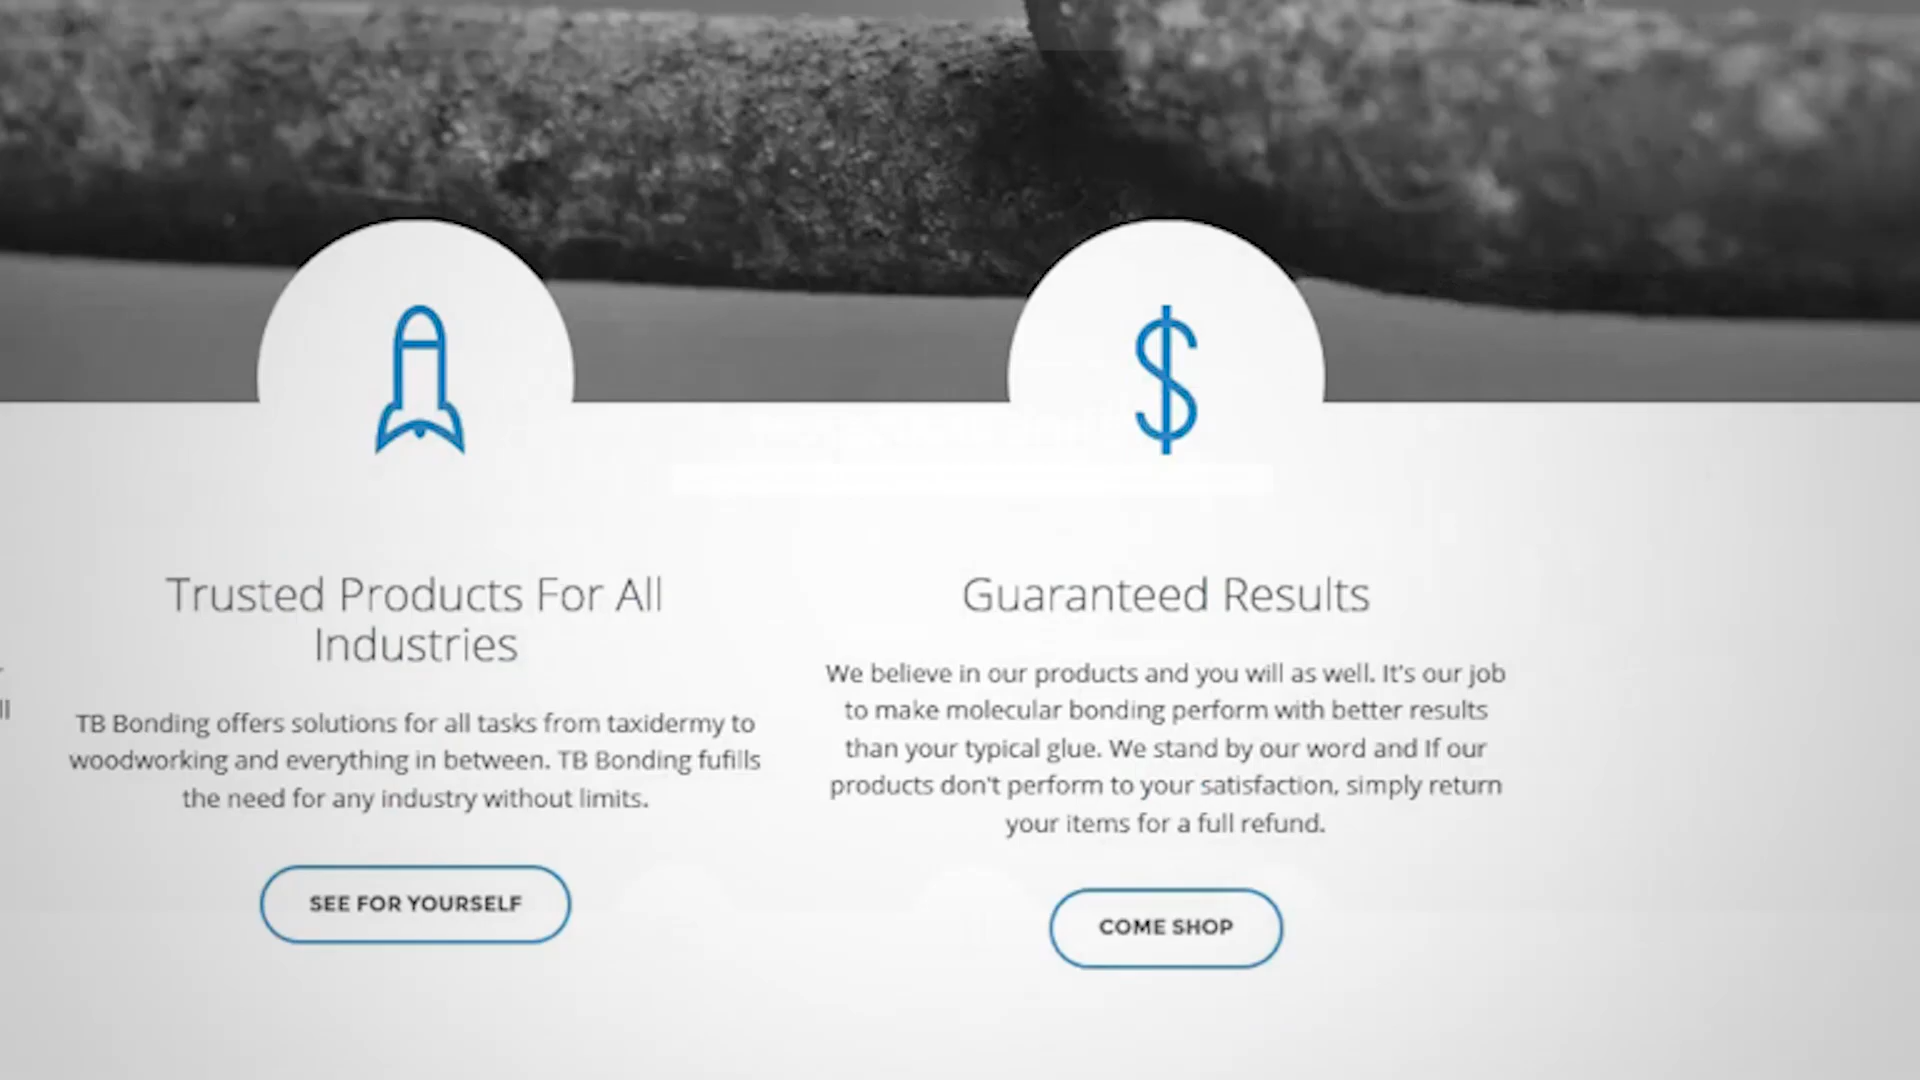 Trusted Products For All
Industries
TB Bonding offers solutions for all tasks from taxidermy to
woodworking and everything in between. TB Bonding fufills
the need for any industry without limits.
SEE FOR YOURSELF
Guaranteed Results
We believe in our products and you will as well. It's our job
to make molecular bonding perform with better results
than your typical glue. We stand by our word and If our
products don't perform to your satisfaction, simply return
your items for a full refund.
COME SHOP